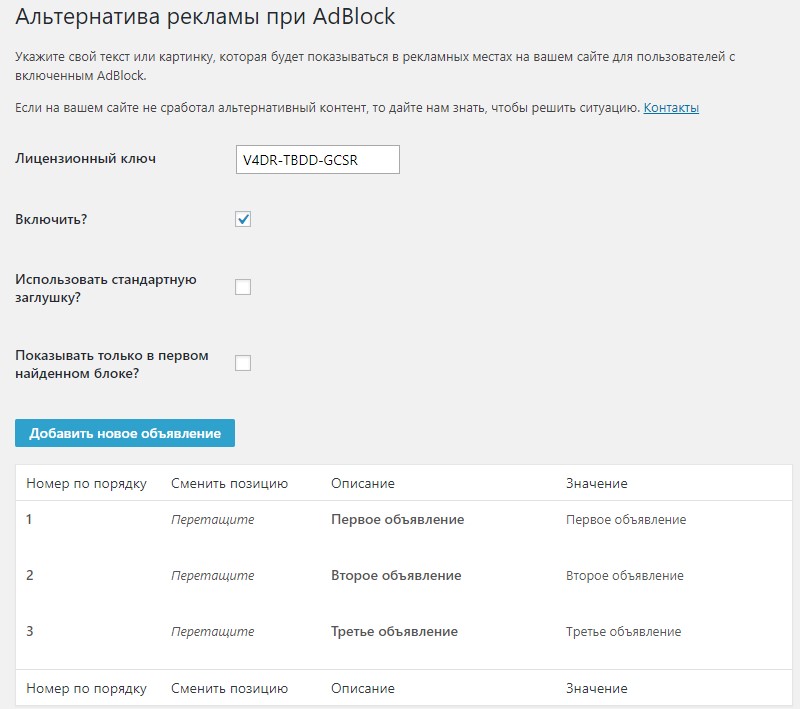 Альтернатива рекламы при AdBlock
Укажите свой текст или картинку, которая будет показываться в рекламных местах на вашем сайте для пользователей с
включенным AdBlock.
Если на вашем сайте не сработал альтернативный контент, то дайте нам знать, чтобы решить ситуацию. Контакты
Лицензионный ключ V4DR-TBDD-GCSR
Включить?
Использовать стандартную
заглушку?
Показывать только в первом
найденном блоке?
Добавить новое объявление
Номер по порядку Сменить позицию Описание Значение
1 Перетащите Первое объявление Первое объявление
2 Перетащите Второе объявление Второе объявление
3 Перетащите Третье объявление Третье объявление
Номер по порядку Сменить позицию Описание Значение